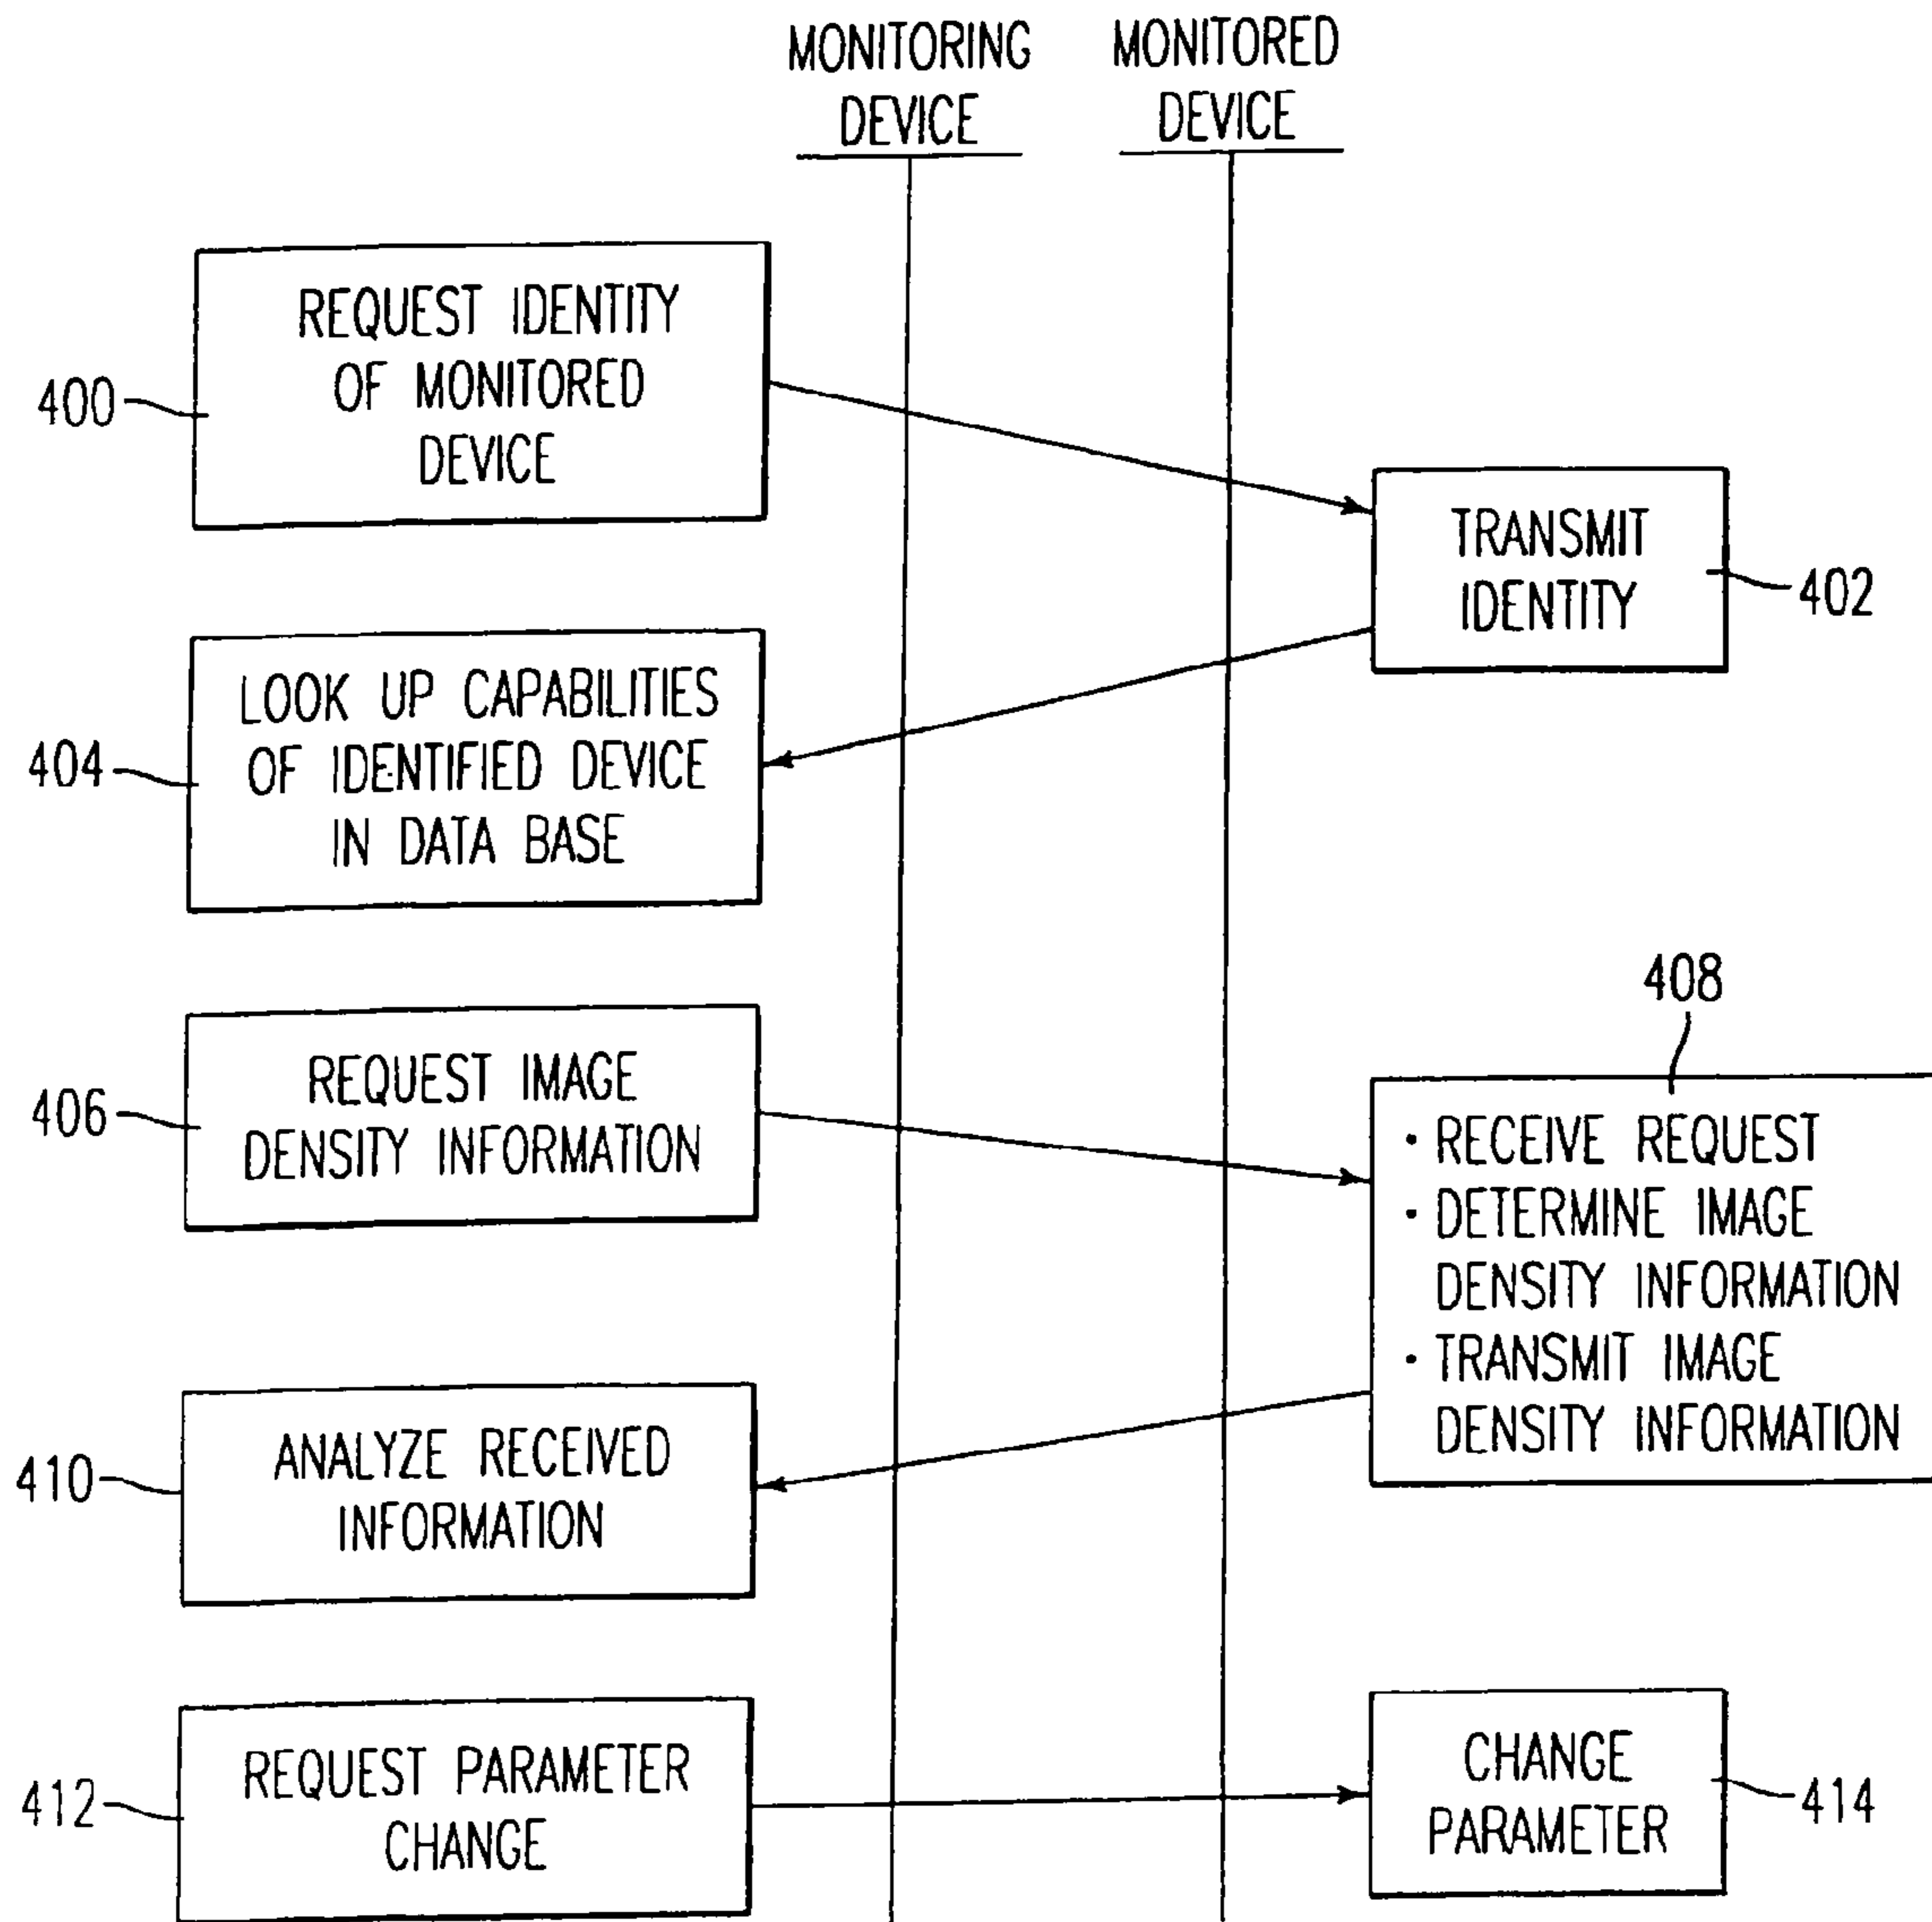 MONITORING
DEVICE
MONITORED
DEVICE
REQUEST IDENTITY
OF MONITORED
DEVICE
400
TRANSMIT
IDENTITY
402
LOOK UP CAPABILITIES
OF IDENTIFIED DEVICE
IN DATA BASE
404
REQUEST IMAGE
DENSITY INFORMATION
406
408
• RECEIVE REQUEST
• DETERMINE IMAGE
DENSITY INFORMATION
• TRANSMIT IMAGE
DENSITY INFORMATION
ANALYZE RECEIVED
INFORMATION
410
REQUEST PARAMETER
CHANGE
412
CHANGE
PARAMETER
414